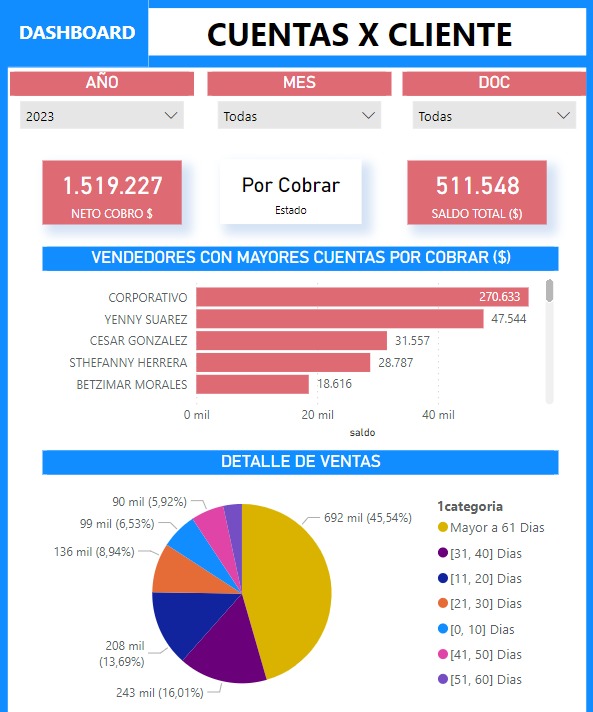 DASHBOARD
CUENTAS X CLIENTE
AÑO
MES
DOC
2023
Todas
Todas
1.519.227
NETO COBRO $
Por Cobrar
Estado
511.548
SALDO TOTAL ($)
VENDEDORES CON MAYORES CUENTAS POR COBRAR ($)
CORPORATIVO
270.633
YENNY SUAREZ
47.544
CESAR GONZALEZ
31.557
STHEFANNY HERRERA
28.787
BETZIMAR MORALES
18.616
0 mil
20 mil
40 mil
saldo
DETALLE DE VENTAS
90 mil (5,92%)
99 mil (6,53%)
136 mil (8,94%)
208 mil
(13,69%)
243 mil (16,01%)
692 mil (45,54%)
1categoria
Mayor a 61 Dias
[31, 40] Dias
[11, 20] Dias
[21, 30] Dias
[0, 10] Dias
[41, 50] Dias
[51, 60] Dias